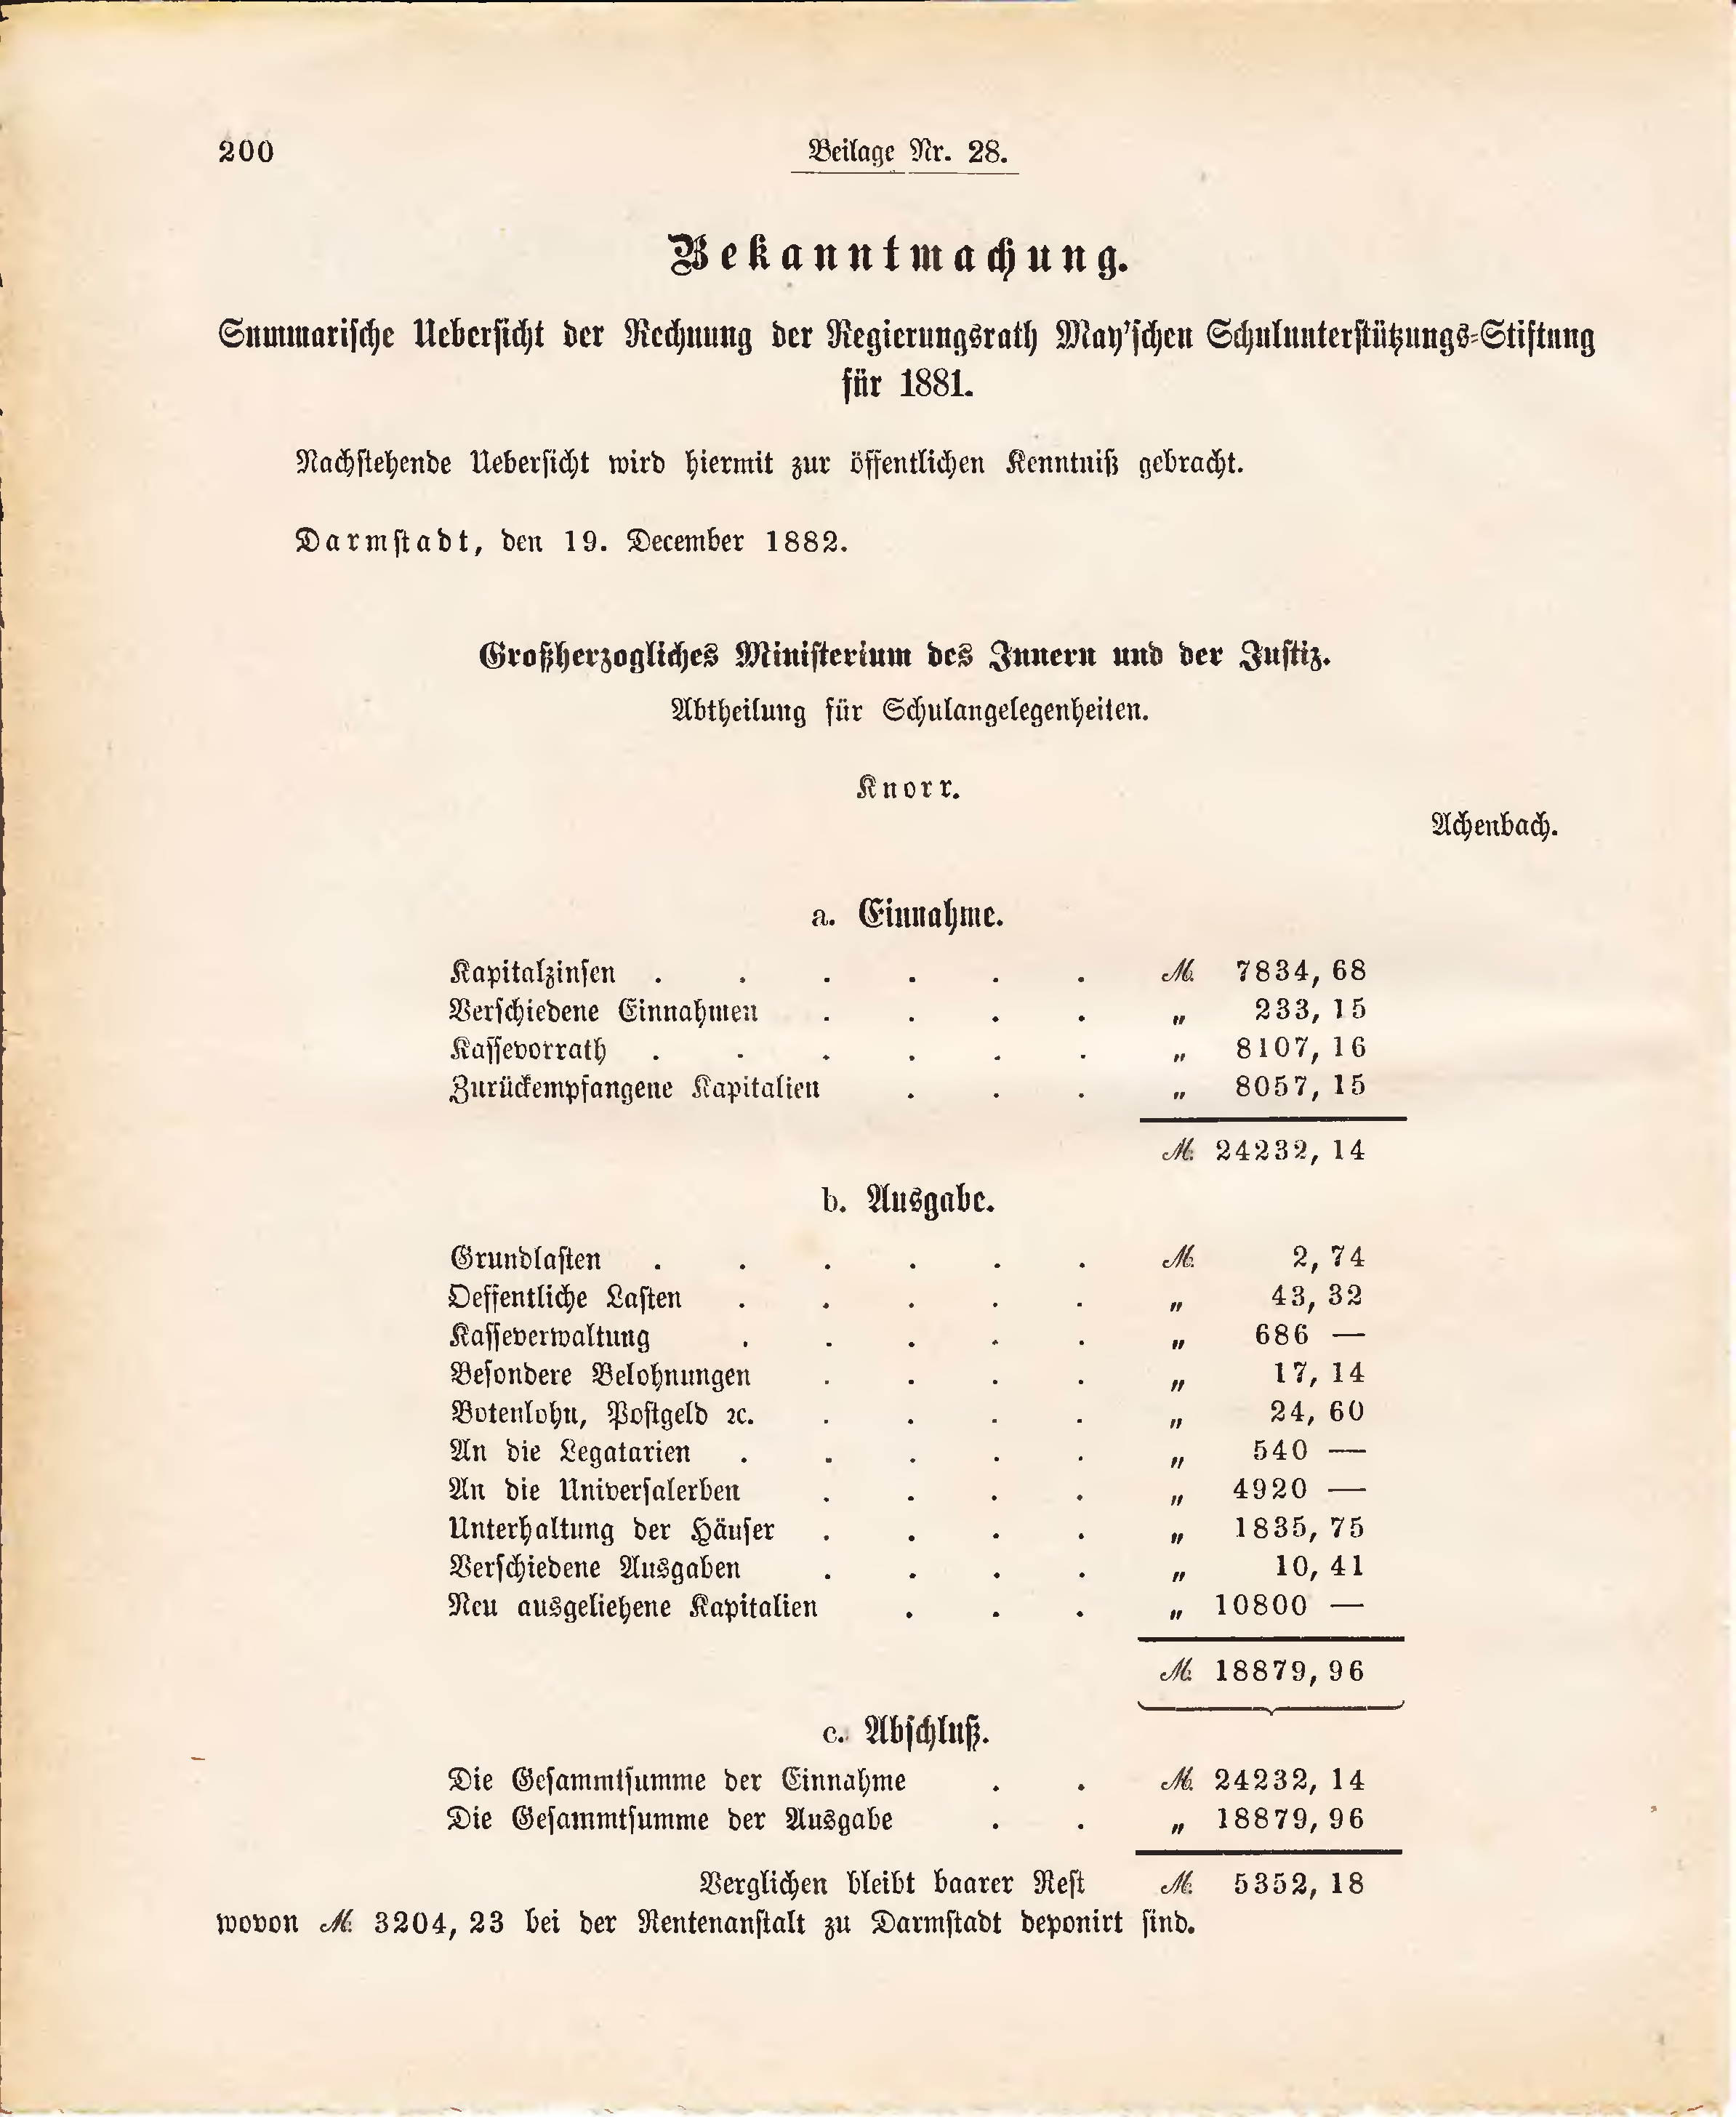 200
Beilage Nr. 28.
Bekanntmachung.
Summarische Uebersicht der Rechnung der Regierungsrath May'schen Schulunterstützungs-Stiftung
für 1881.
Nachstehende Uebersicht wird hiermit zur öffentlichen Kenntniß gebracht.
Darmstadt, den 19. December 1882.
Großherzogliches Ministerium des Innern und der Justiz.
Abtheilung für Schulangelegenheiten.
Knorr.
Achenbach.
a. Einnahme.
Kapitalzinsen . . . . . . M. 7834, 68
Verschiedene Einnahmen . . . . „ 233, 15
Kassevorrath . . . . . . „ 8107, 16
Zurückempfangene Kapitalien . . . „ 8057, 15
M. 24232, 14
b. Ausgabe.
Grundlasten . . . . . . M. 2, 74
Oeffentliche Lasten . . . . . „ 43, 32
Kasseverwaltung . . . . . „ 686 —
Besondere Belohnungen . . . . „ 17, 14
Botenlohn, Postgeld ꝛc. . . . . „ 24, 60
An die Legatarien . . . . . „ 540 —
An die Universalerben . . . . „ 4920 —
Unterhaltung der Häuser . . . . „ 1835, 75
Verschiedene Ausgaben . . . . „ 10, 41
Neu ausgeliehene Kapitalien . . . „ 10800 —
M. 18879, 96
c. Abschluß.
Die Gesammtsumme der Einnahme . . M. 24232, 14
Die Gesammtsumme der Ausgabe . . „ 18879, 96
Verglichen bleibt baarer Rest M. 5352, 18
wovon M. 3204, 23 bei der Rentenanstalt zu Darmstadt deponirt sind.